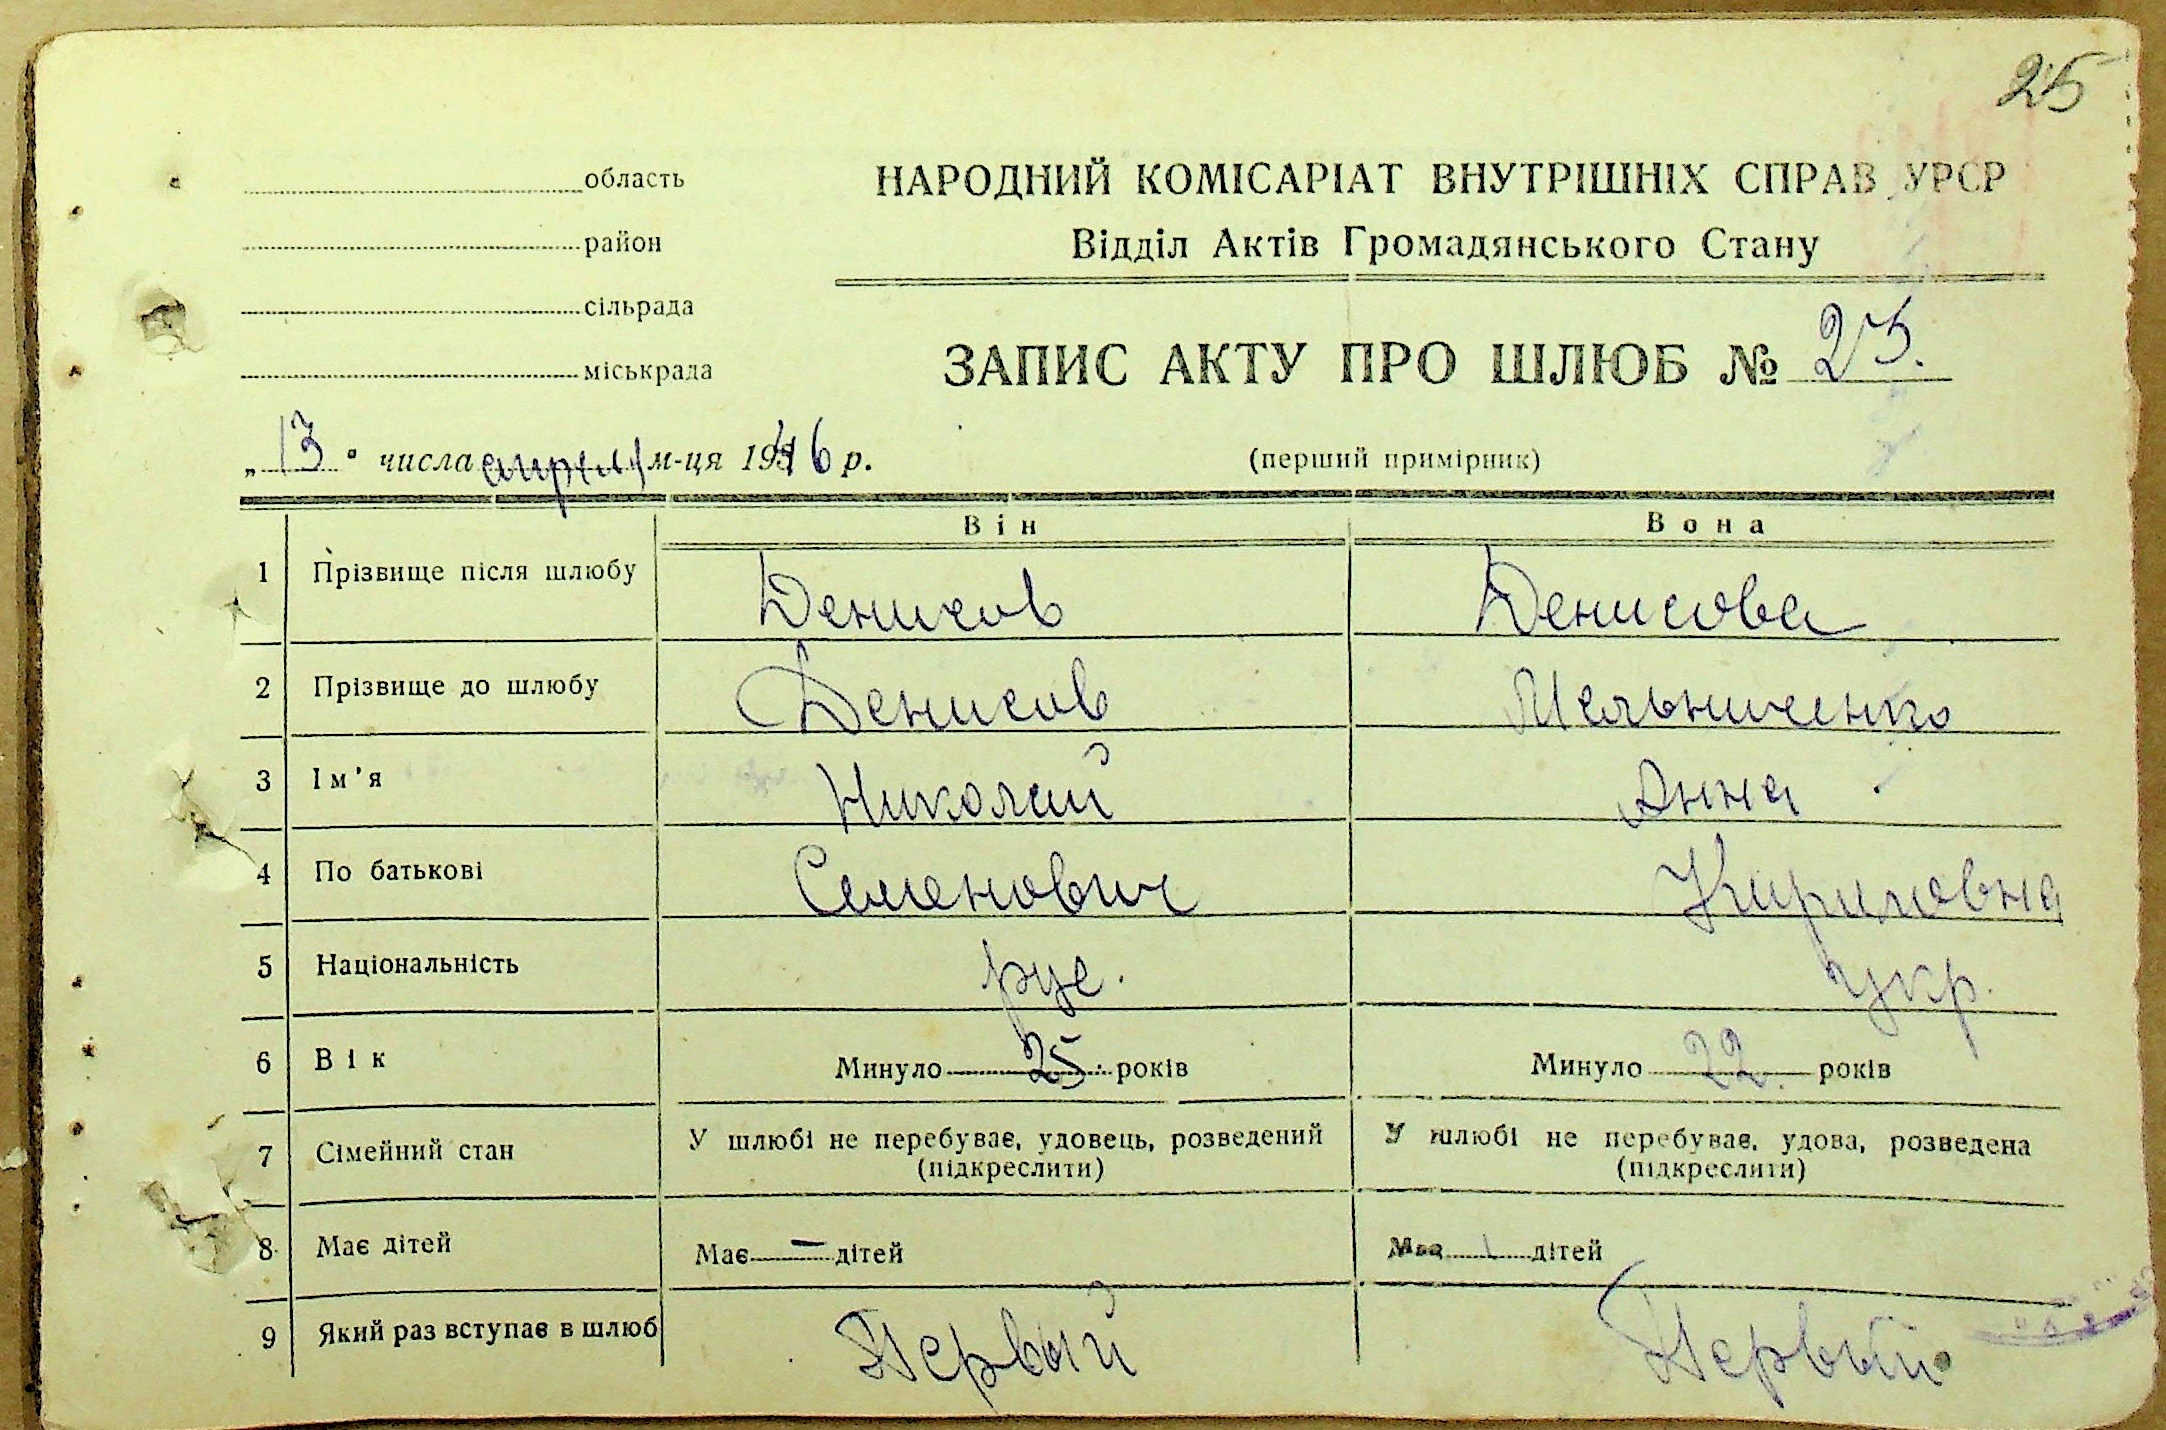 25
область
район
сільрада
міськрада
НАРОДНИЙ КОМІСАРІАТ ВНУТРІШНІХ СПРАВ УРСР
Відділ Актів Громадянського Стану
ЗАПИС АКТУ ПРО ШЛЮБ № 25.
„13" числа апреля м-ця 1946 р.
(перший примірник)
Він
Вона
1 Прізвище після шлюбу Денисов Денисова
2 Прізвище до шлюбу Денисов Мельниченко
3 Ім'я Николай Анна
4 По батькові Семенович Кириловна
5 Національність рус. укр.
6 Вік Минуло 25 років Минуло 22 років
7 Сімейний стан У шлюбі не перебуває, удовець, розведений У шлюбі не перебуває, удова, розведена
(підкреслити) (підкреслити)
8 Має дітей Має — дітей Має дітей
9 Який раз вступає в шлюб Первый Первый